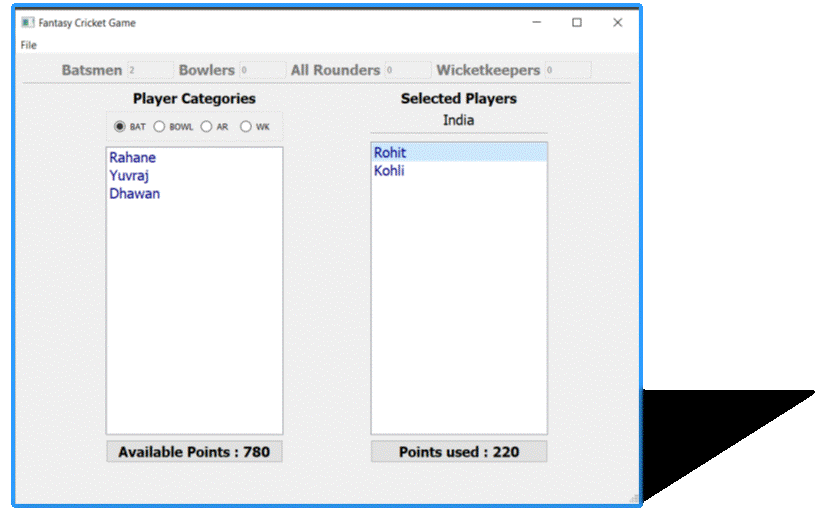 Fantasy Cricket Game
File
Batsmen 2 Bowlers 0 All Rounders 0 Wicketkeepers 0
Player Categories
BAT BOWL AR WK
Rahane
Yuvraj
Dhawan
Available Points : 780
Selected Players
India
Rohit
Kohli
Points used : 220